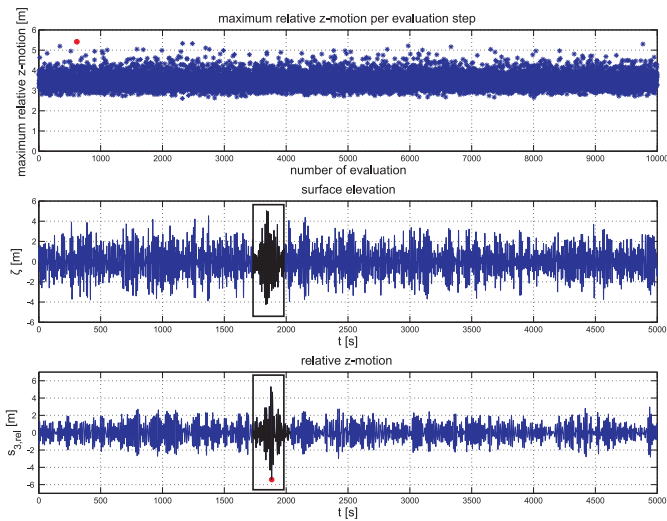 maximum relative z-motion per evaluation step
maximum relative z-motion [m]
6
5
4
3
2
1
0
0 1000 2000 3000 4000 5000 6000 7000 8000 9000 10000
number of evaluation
surface elevation
ζ [m]
6
4
2
0
-2
-4
-6
0 500 1000 1500 2000 2500 3000 3500 4000 4500 5000
t [s]
relative z-motion
s3,rel [m]
6
4
2
0
-2
-4
-6
0 500 1000 1500 2000 2500 3000 3500 4000 4500 5000
t [s]